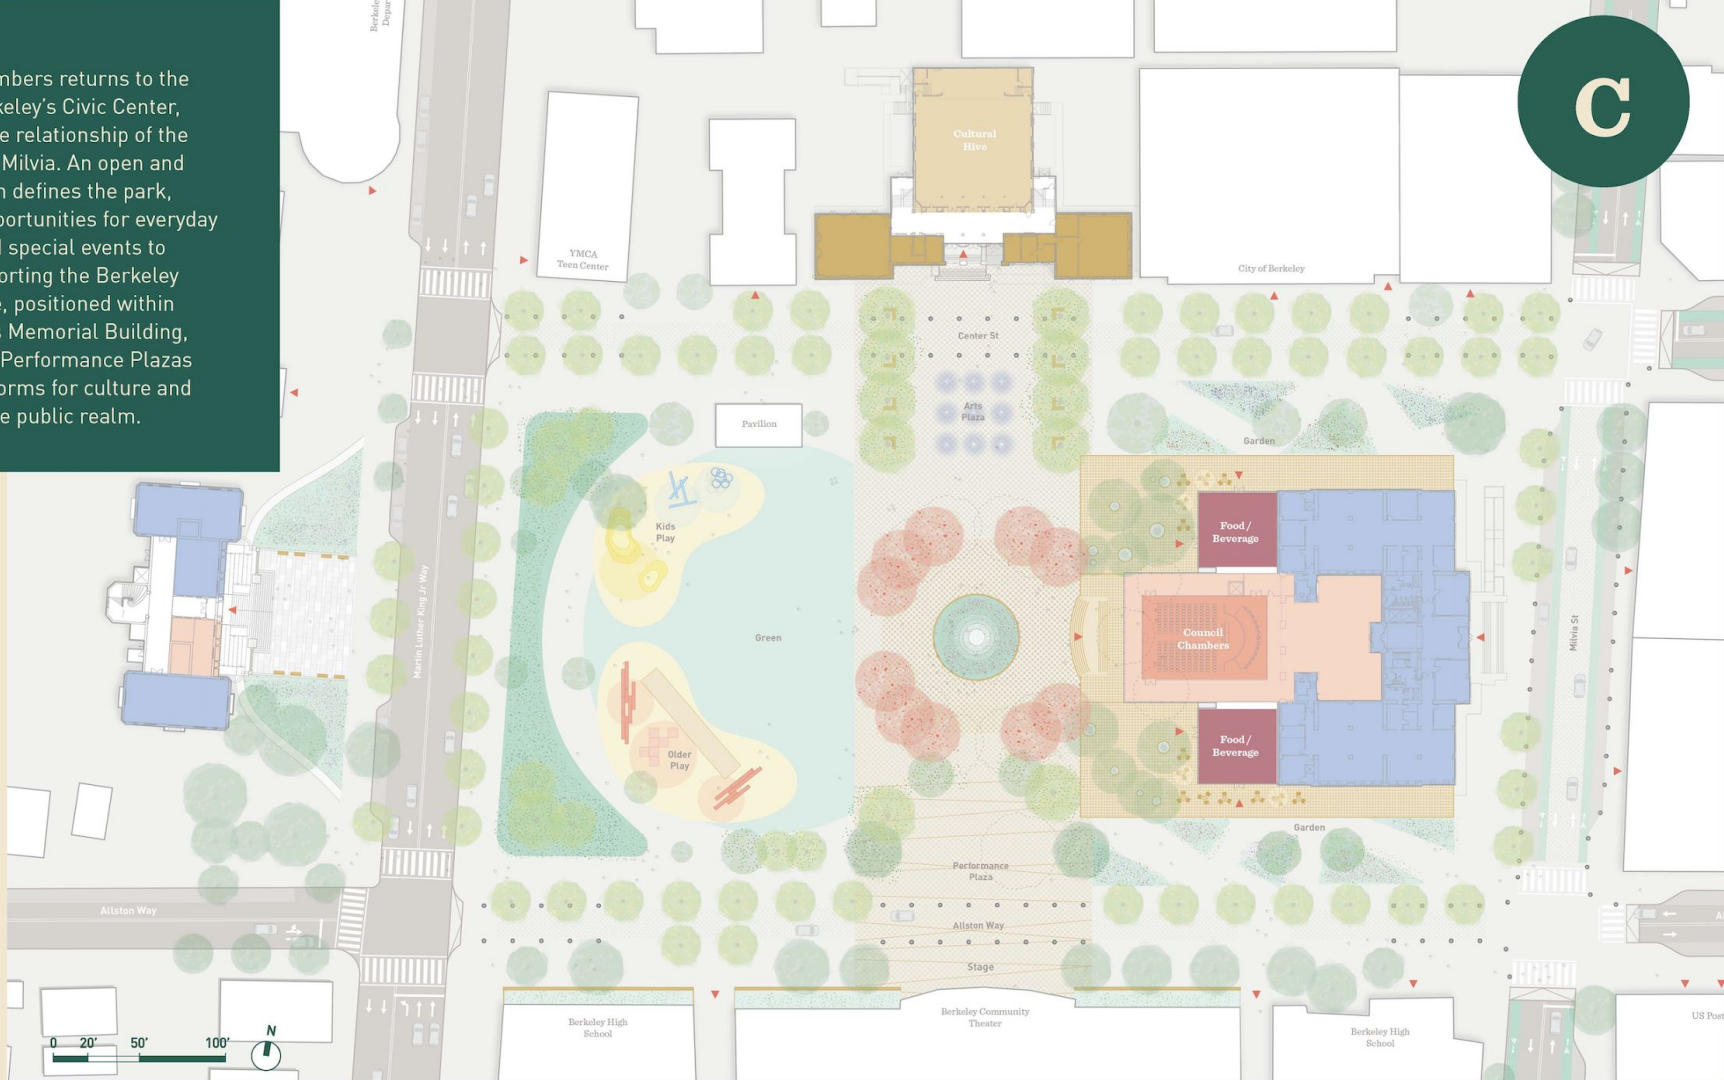 mbers returns to the
keley's Civic Center,
e relationship of the
Milvia. An open and
n defines the park,
portunities for everyday
d special events to
orting the Berkeley
e, positioned within
s Memorial Building,
Performance Plazas
orms for culture and
e public realm.
C
Berkeley
Depar
Cultural
Hive
YMCA
Teen Center
City of Berkeley
Center St
Arts
Plaza
Pavilion
Garden
Kids
Play
Food /
Beverage
Martin Luther King Jr Way
Green
Council
Chambers
Milvia St
Older
Play
Food /
Beverage
Garden
Performance
Plaza
Allston Way
Allston Way
Al
Stage
Berkeley High
School
Berkeley Community
Theater
Berkeley High
School
US Post
0 20' 50' 100'
N